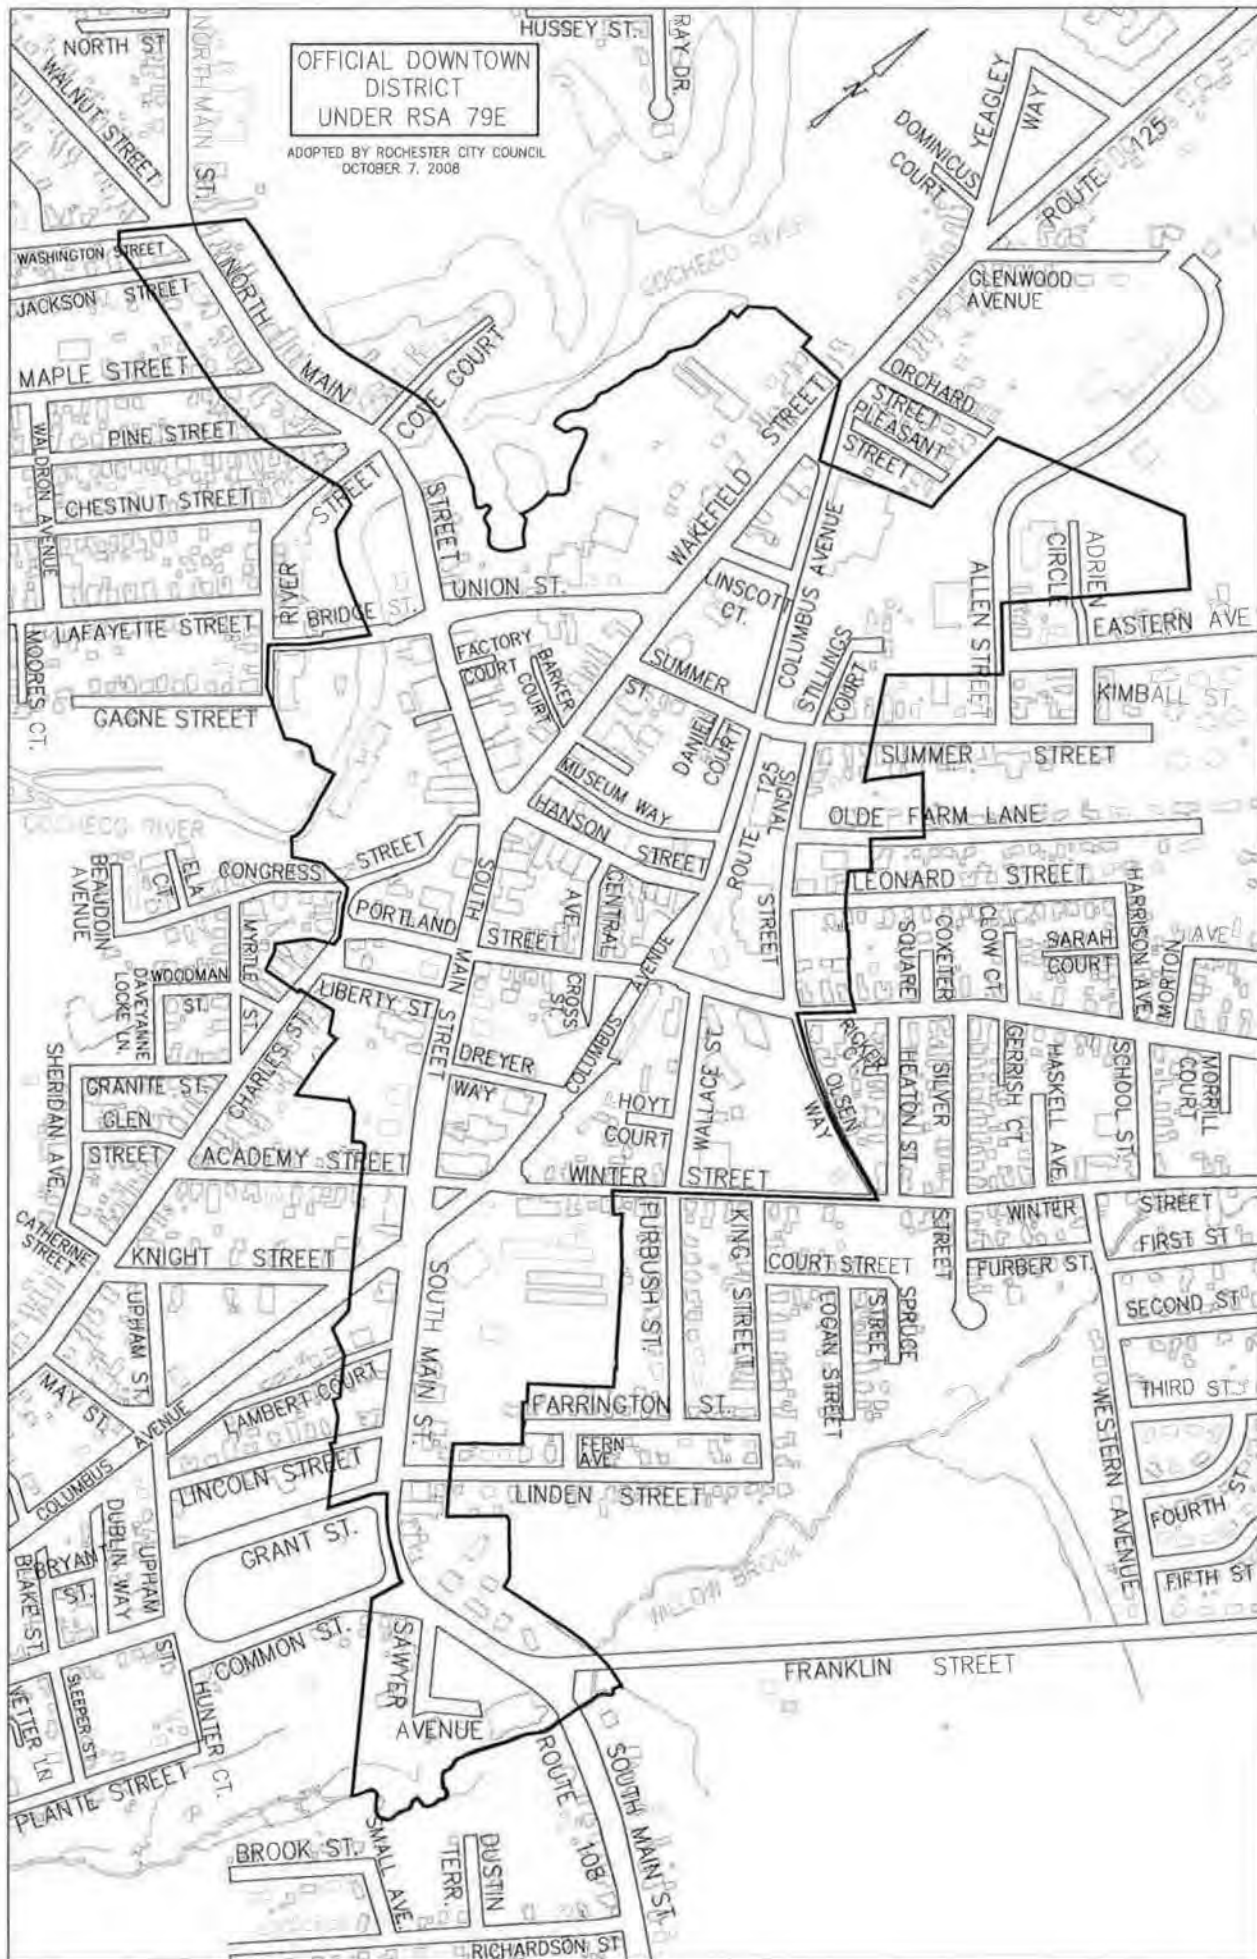 NORTH ST
WALNUT STREET
NORTH MAIN ST.
OFFICIAL DOWNTOWN
DISTRICT
UNDER RSA 79E
ADOPTED BY ROCHESTER CITY COUNCIL
OCTOBER 7, 2008
HUSSEY ST.
RAY DR.
N
YEAGLEY
WAY
DOMINICUS
COURT
ROUTE 125
COCHECO RIVER
GLENWOOD
AVENUE
WASHINGTON STREET
JACKSON STREET
NORTH
MAIN
STREET
MAPLE STREET
COVE COURT
ORCHARD
STREET
PLEASANT
STREET
PINE STREET
WALDRON AVENUE
CHESTNUT STREET
RIVER
STREET
WAKEFIELD
STREET
COLUMBUS AVENUE
ALLEN STREET
ADRIEN
CIRCLE
UNION ST.
BRIDGE ST.
LINSCOTT
CT.
LAFAYETTE STREET
MOORES CT.
EASTERN AVE
FACTORY
COURT
BARKER
COURT
SUMMER
ST.
STILLINGS
COURT
KIMBALL ST
GAGNE STREET
DANIEL
COURT
SUMMER STREET
MUSEUM WAY
HANSON
STREET
ROUTE 125
SIGNAL
STREET
OLDE FARM LANE
COCHECO RIVER
CONGRESS
STREET
ELA
CT.
BEAUDOIN
AVENUE
SOUTH
MAIN
STREET
CENTRAL
AVE
LEONARD STREET
HARRISON AVE
PORTLAND
STREET
MYRTLE
ST.
WOODMAN
ST.
DAVEYANNE
LOCKE LN.
SQUARE
COXETER
CLOW CT.
SARAH
COURT
MORTON
AVE
LIBERTY ST.
CROSS
ST.
COLUMBUS
AVENUE
CHARLES ST.
DREYER
WAY
WALLACE ST.
RICKER
CT.
OLSEN
WAY
HEATON ST.
SILVER
STREET
GERRISH CT.
HASKELL AVE.
SCHOOL ST.
MORRILL
COURT
SHERIDAN AVE.
GRANITE ST.
GLEN
STREET
HOYT
COURT
ACADEMY STREET
WINTER STREET
WINTER
STREET
CATHERINE
STREET
KNIGHT STREET
FURBUSH ST.
KING STREET
COURT STREET
SPRUCE
STREET
LOGAN STREET
FURBER ST.
FIRST ST
SECOND ST
THIRD ST.
FOURTH ST.
FIFTH ST
WESTERN AVENUE
UPHAM ST.
SOUTH MAIN ST.
MAY ST.
LAMBERT COURT
COLUMBUS
AVENUE
FARRINGTON ST.
FERN
AVE.
LINCOLN STREET
LINDEN STREET
GRANT ST.
DUBLIN WAY
UPHAM
ST.
BRYANT
ST.
BLAKE ST.
WILLOW BROOK
COMMON ST.
SAWYER
AVENUE
FRANKLIN STREET
VETTER LN
SLEEPER ST
HUNTER CT.
PLANTE STREET
ROUTE 108
SOUTH MAIN ST.
BROOK ST.
SMALL AVE.
DUSTIN
TERR.
RICHARDSON ST